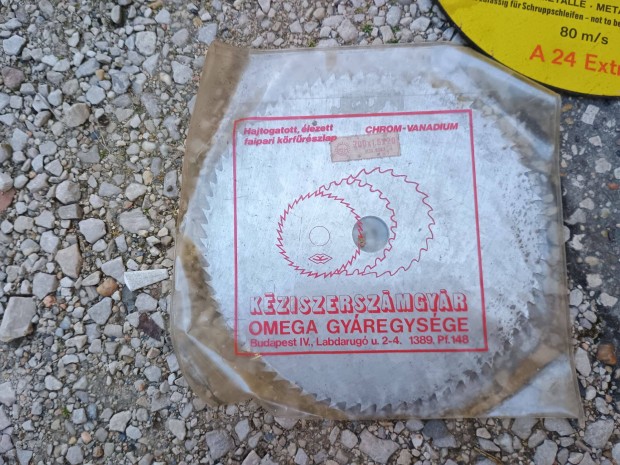 METALLE · META
zulässig für Schruppschleifen - not to be
80 m/s
A 24 Extr
Hajtogatott, élezett
faipari körfűrészlap
CHROM-VANADIUM
KÉZISZERSZÁMGYÁR
OMEGA GYÁREGYSÉGE
Budapest IV., Labdarugó u. 2-4. 1389. Pf. 148